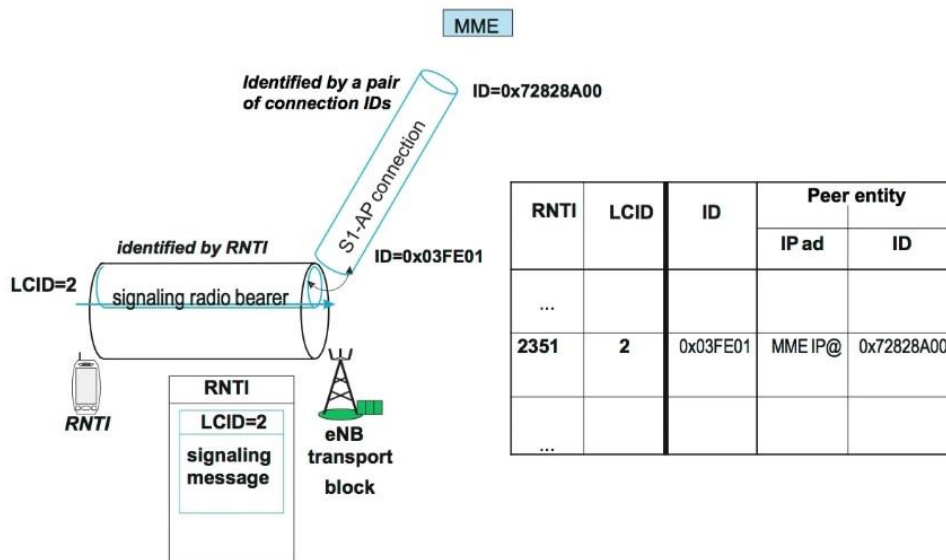 MME
Identified by a pair
of connection IDs
ID=0x72828A00
S1-AP connection
identified by RNTI
ID=0x03FE01
LCID=2
signaling radio bearer
RNTI
RNTI
LCID=2
signaling
message
eNB
transport
block
RNTI LCID ID Peer entity
IP ad ID
...
2351 2 0x03FE01 MME IP@ 0x72828A00
...